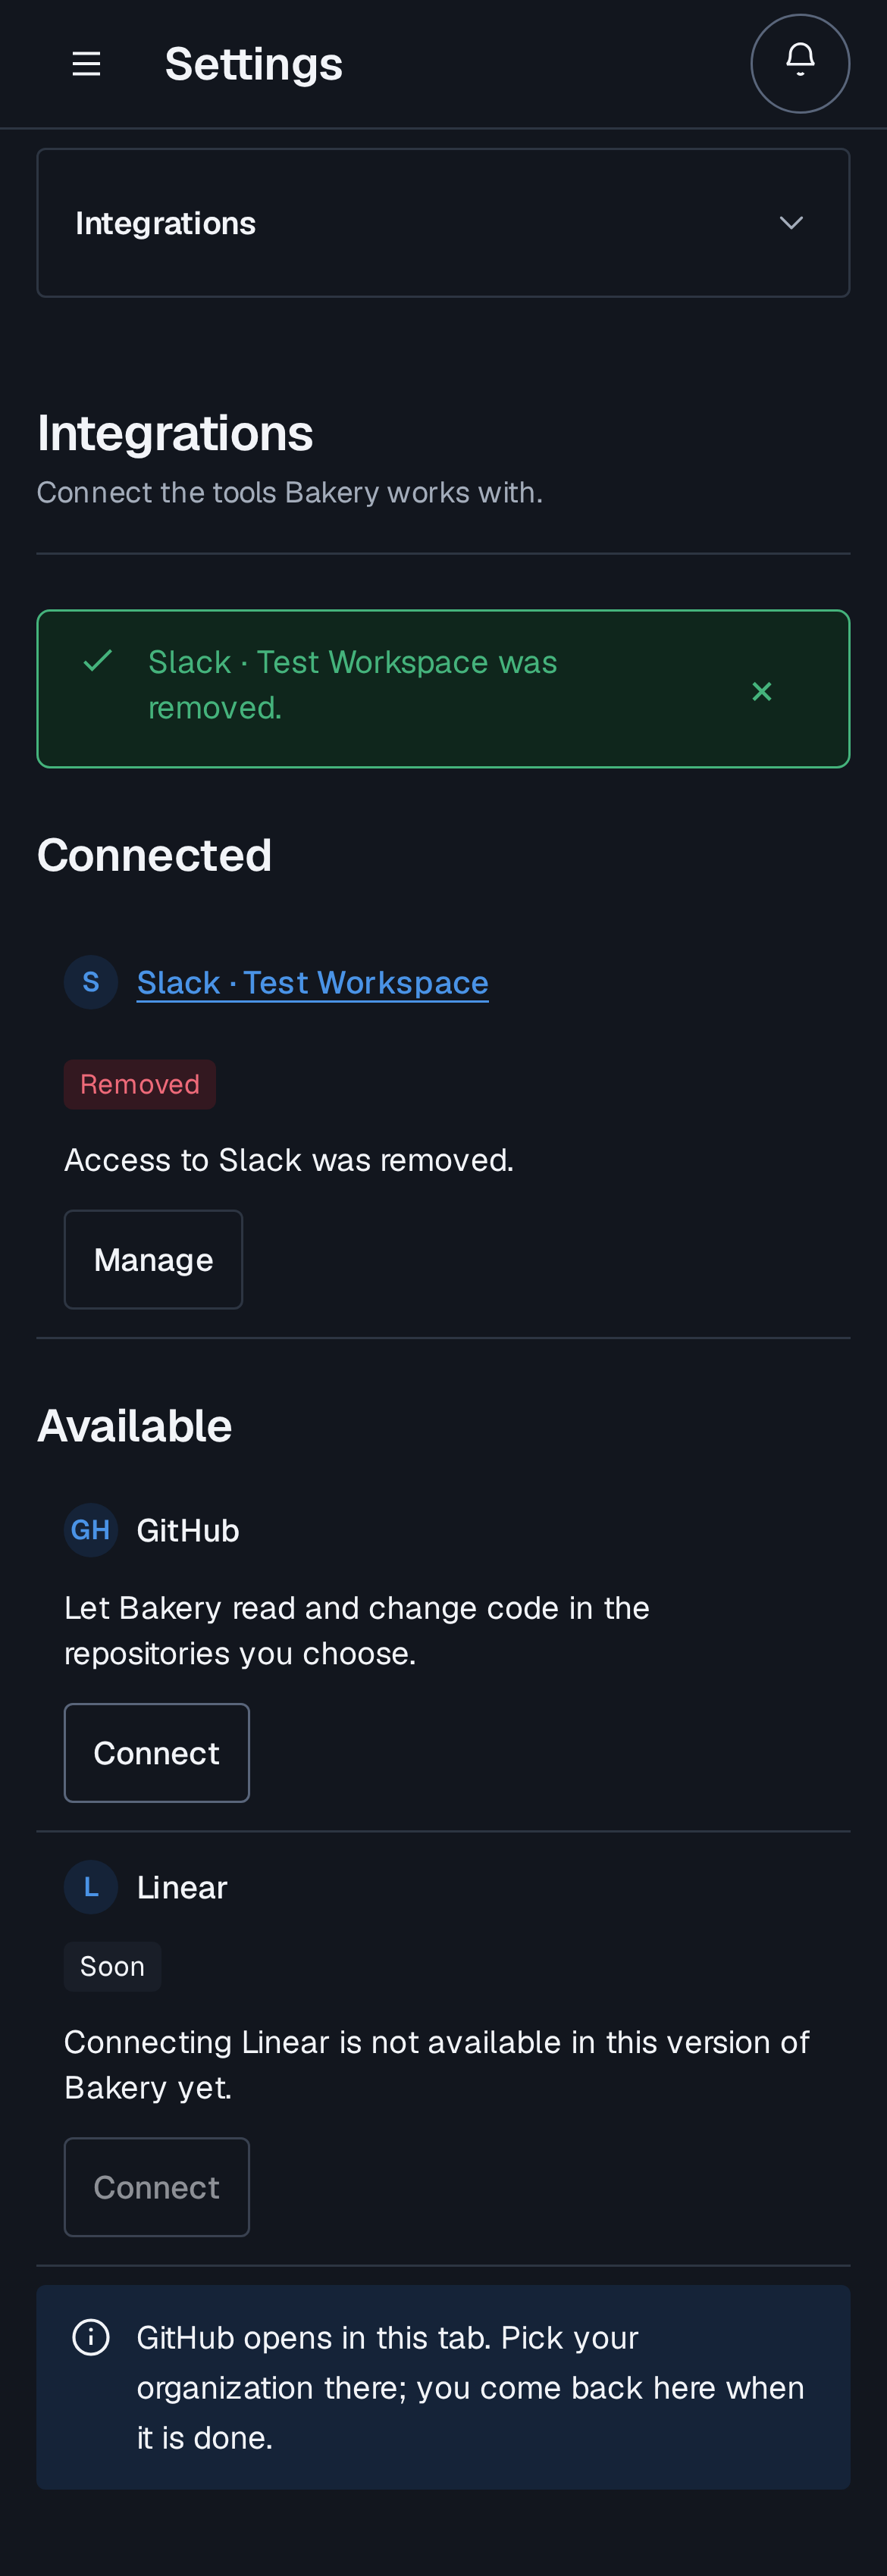 Settings
Integrations
Integrations
Connect the tools Bakery works with.
Slack · Test Workspace was
removed.
Connected
S
Slack · Test Workspace
Removed
Access to Slack was removed.
Manage
Available
GH
GitHub
Let Bakery read and change code in the
repositories you choose.
Connect
L
Linear
Soon
Connecting Linear is not available in this version of
Bakery yet.
Connect
GitHub opens in this tab. Pick your
organization there; you come back here when
it is done.